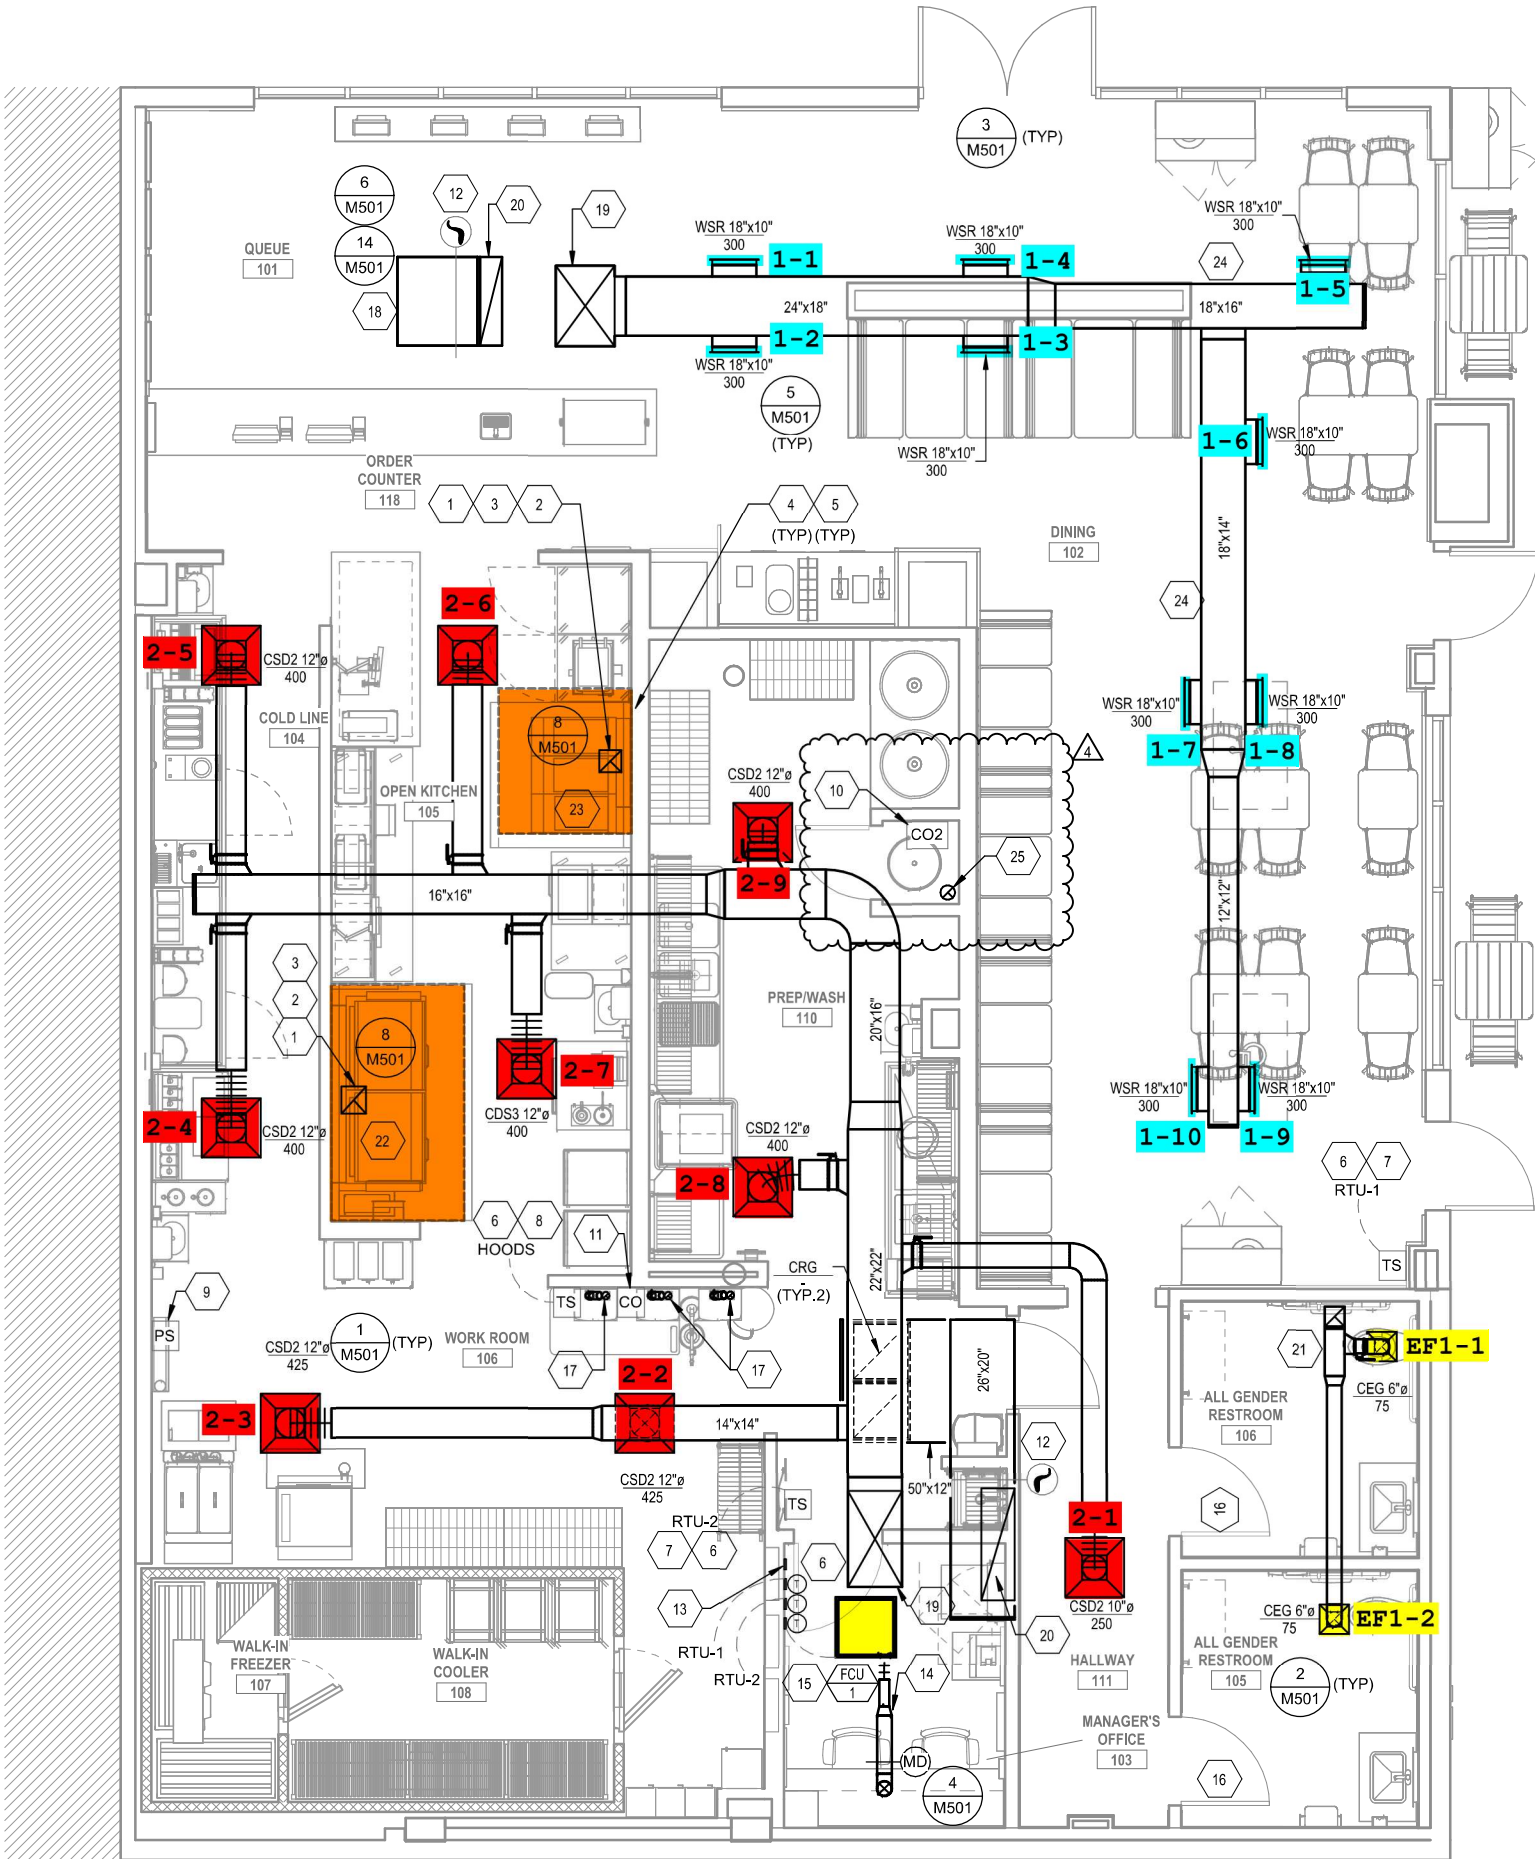 3
M501
(TYP)
6
M501
12
20
19
14
M501
18
QUEUE
101
WSR 18"x10"
300
1-1
WSR 18"x10"
300
1-4
WSR 18"x10"
300
24
1-5
24"x18"
18"x16"
1-2
1-3
WSR 18"x10"
300
5
M501
(TYP)
WSR 18"x10"
300
1-6
WSR 18"x10"
300
ORDER
COUNTER
118
1
3
2
4
5
(TYP)
(TYP)
DINING
102
18"x14"
24
2-6
2-5
CSD2 12"ø
400
COLD LINE
104
8
M501
23
OPEN KITCHEN
105
WSR 18"x10"
300
WSR 18"x10"
300
1-7
1-8
4
CSD2 12"ø
400
10
CO2
25
2-9
16"x16"
12"x12"
3
2
1
8
M501
22
PREP/WASH
110
20"x16"
2-7
CDS3 12"ø
400
2-4
CSD2 12"ø
400
CSD2 12"ø
400
2-8
WSR 18"x10"
300
WSR 18"x10"
300
1-10
1-9
6
7
RTU-1
TS
6
8
HOODS
11
22"x22"
CRG
-
(TYP.2)
9
PS
TS
CO
1
M501
(TYP)
CSD2 12"ø
425
WORK ROOM
106
17
17
2-2
2-3
14"x14"
26"x20"
21
EF1-1
CEG 6"ø
75
ALL GENDER
RESTROOM
106
12
50"x12"
CSD2 12"ø
425
TS
RTU-2
7
6
6
2-1
16
13
19
CSD2 10"ø
250
20
CEG 6"ø
75
EF1-2
RTU-1
RTU-2
WALK-IN
FREEZER
107
WALK-IN
COOLER
108
15
FCU
1
14
HALLWAY
111
ALL GENDER
RESTROOM
105
2
M501
(TYP)
MANAGER'S
OFFICE
103
MD
4
M501
16